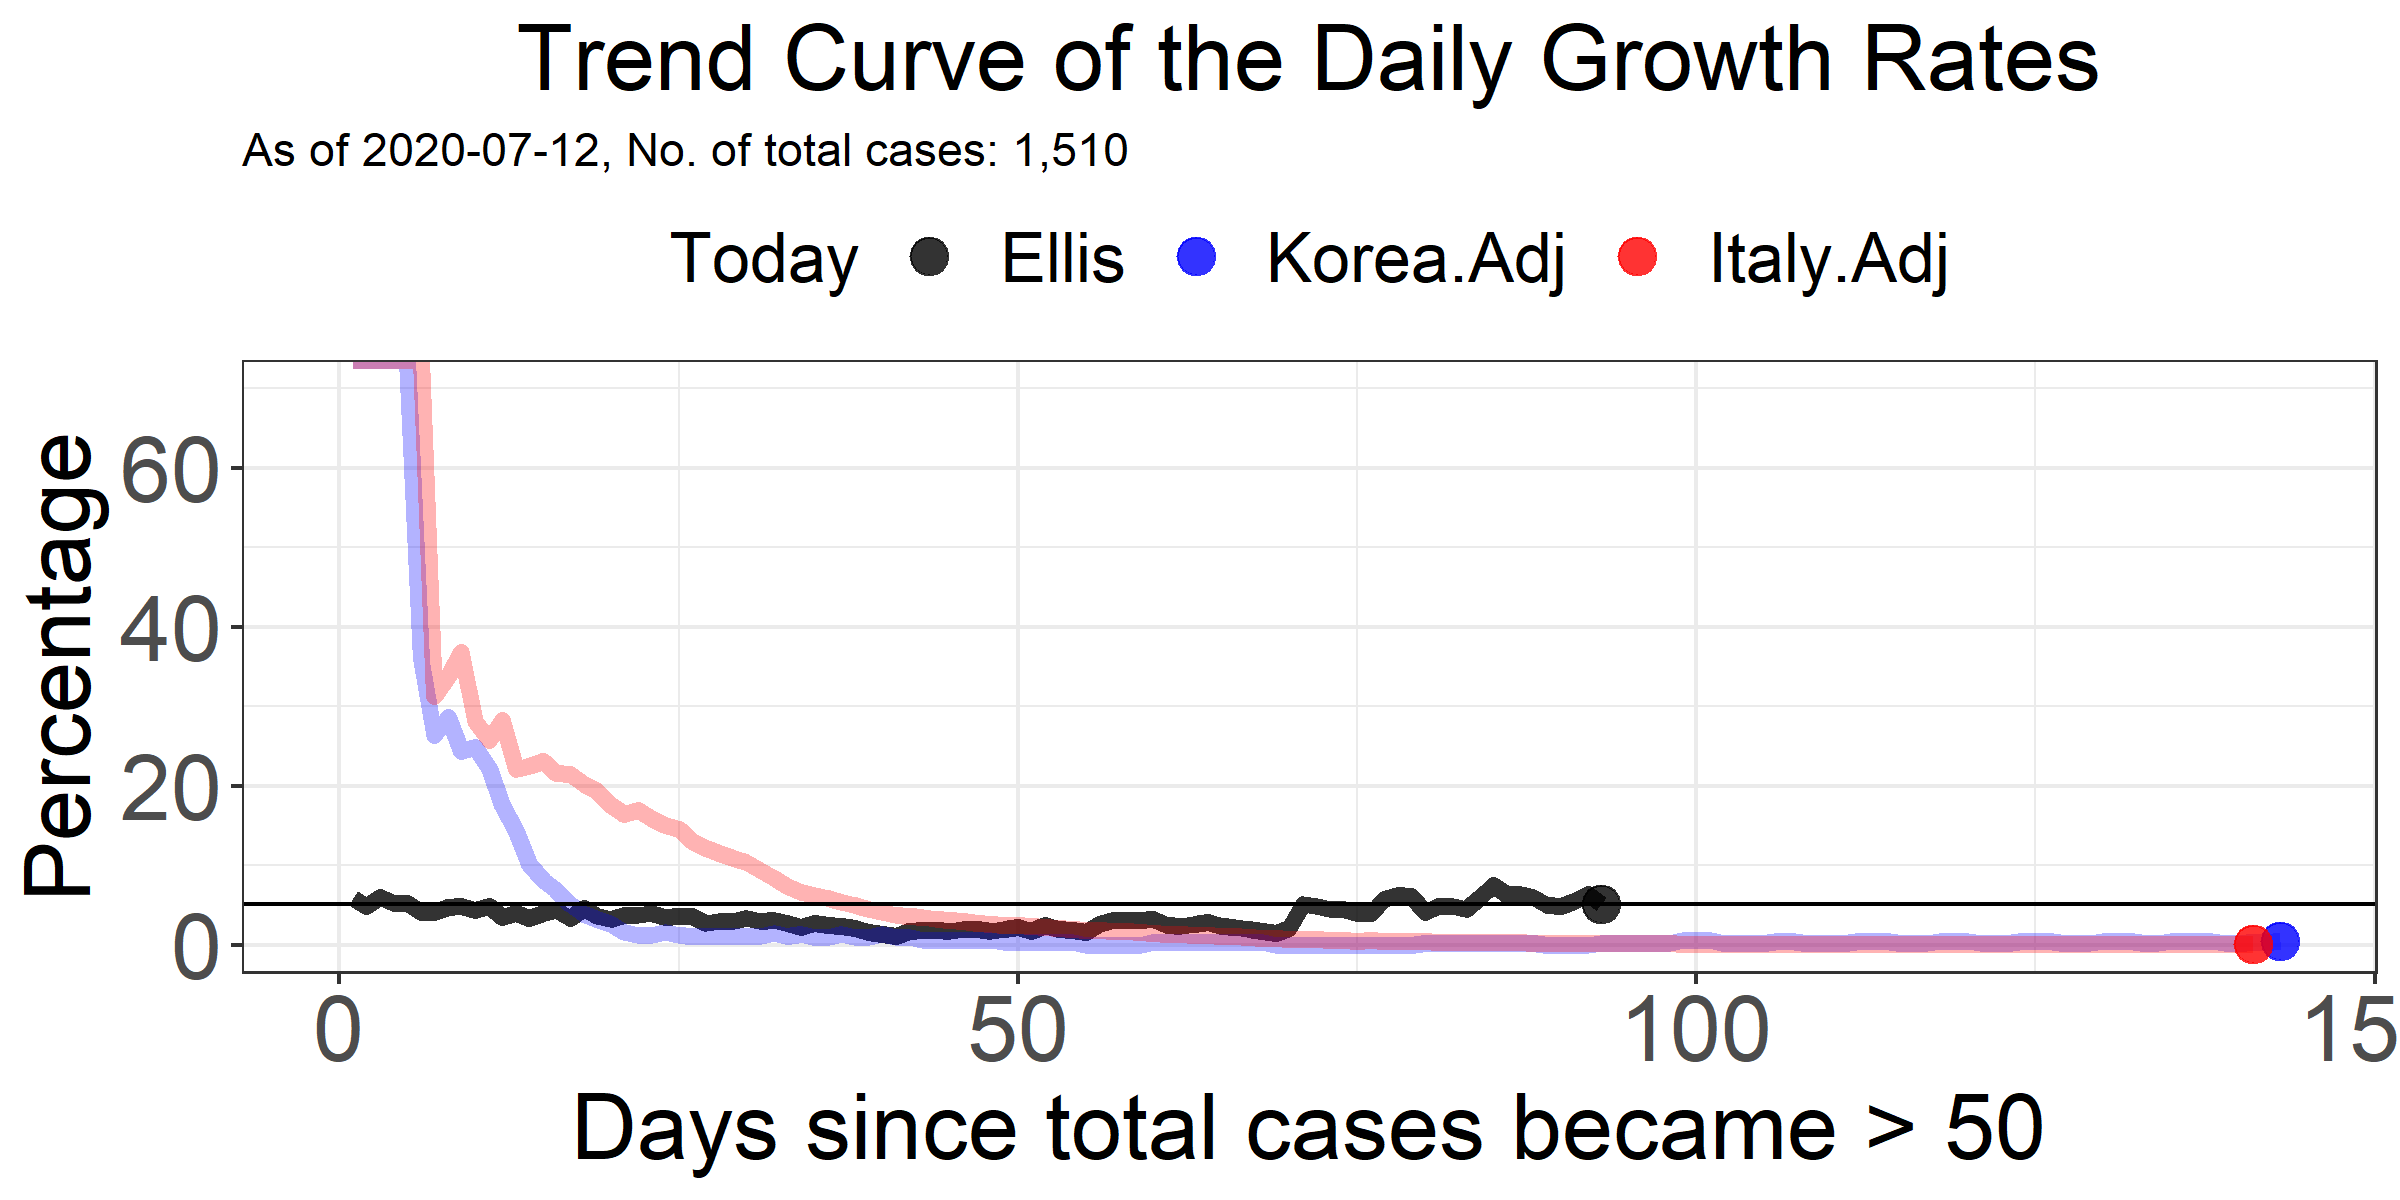 Trend Curve of the Daily Growth Rates
As of 2020-07-12, No. of total cases: 1,510
Today Ellis Korea.Adj Italy.Adj
Percentage
60
40
20
0
0 50 100 15
Days since total cases became > 50